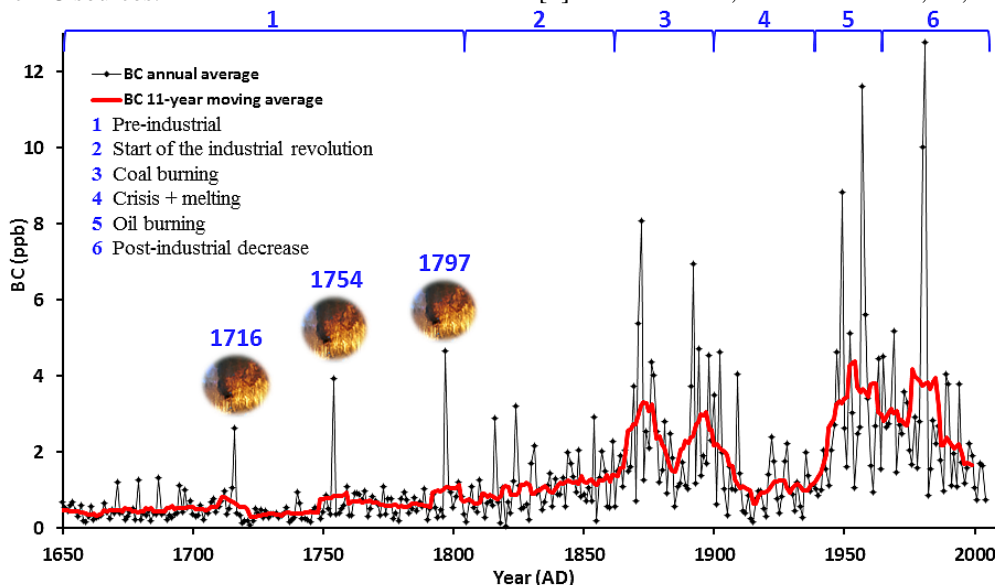 1 2 3 4 5 6
BC annual average
BC 11-year moving average
1 Pre-industrial
2 Start of the industrial revolution
3 Coal burning
4 Crisis + melting
5 Oil burning
6 Post-industrial decrease
1716
1754
1797
BC (ppb)
12
10
8
6
4
2
0
1650 1700 1750 1800 1850 1900 1950 2000
Year (AD)